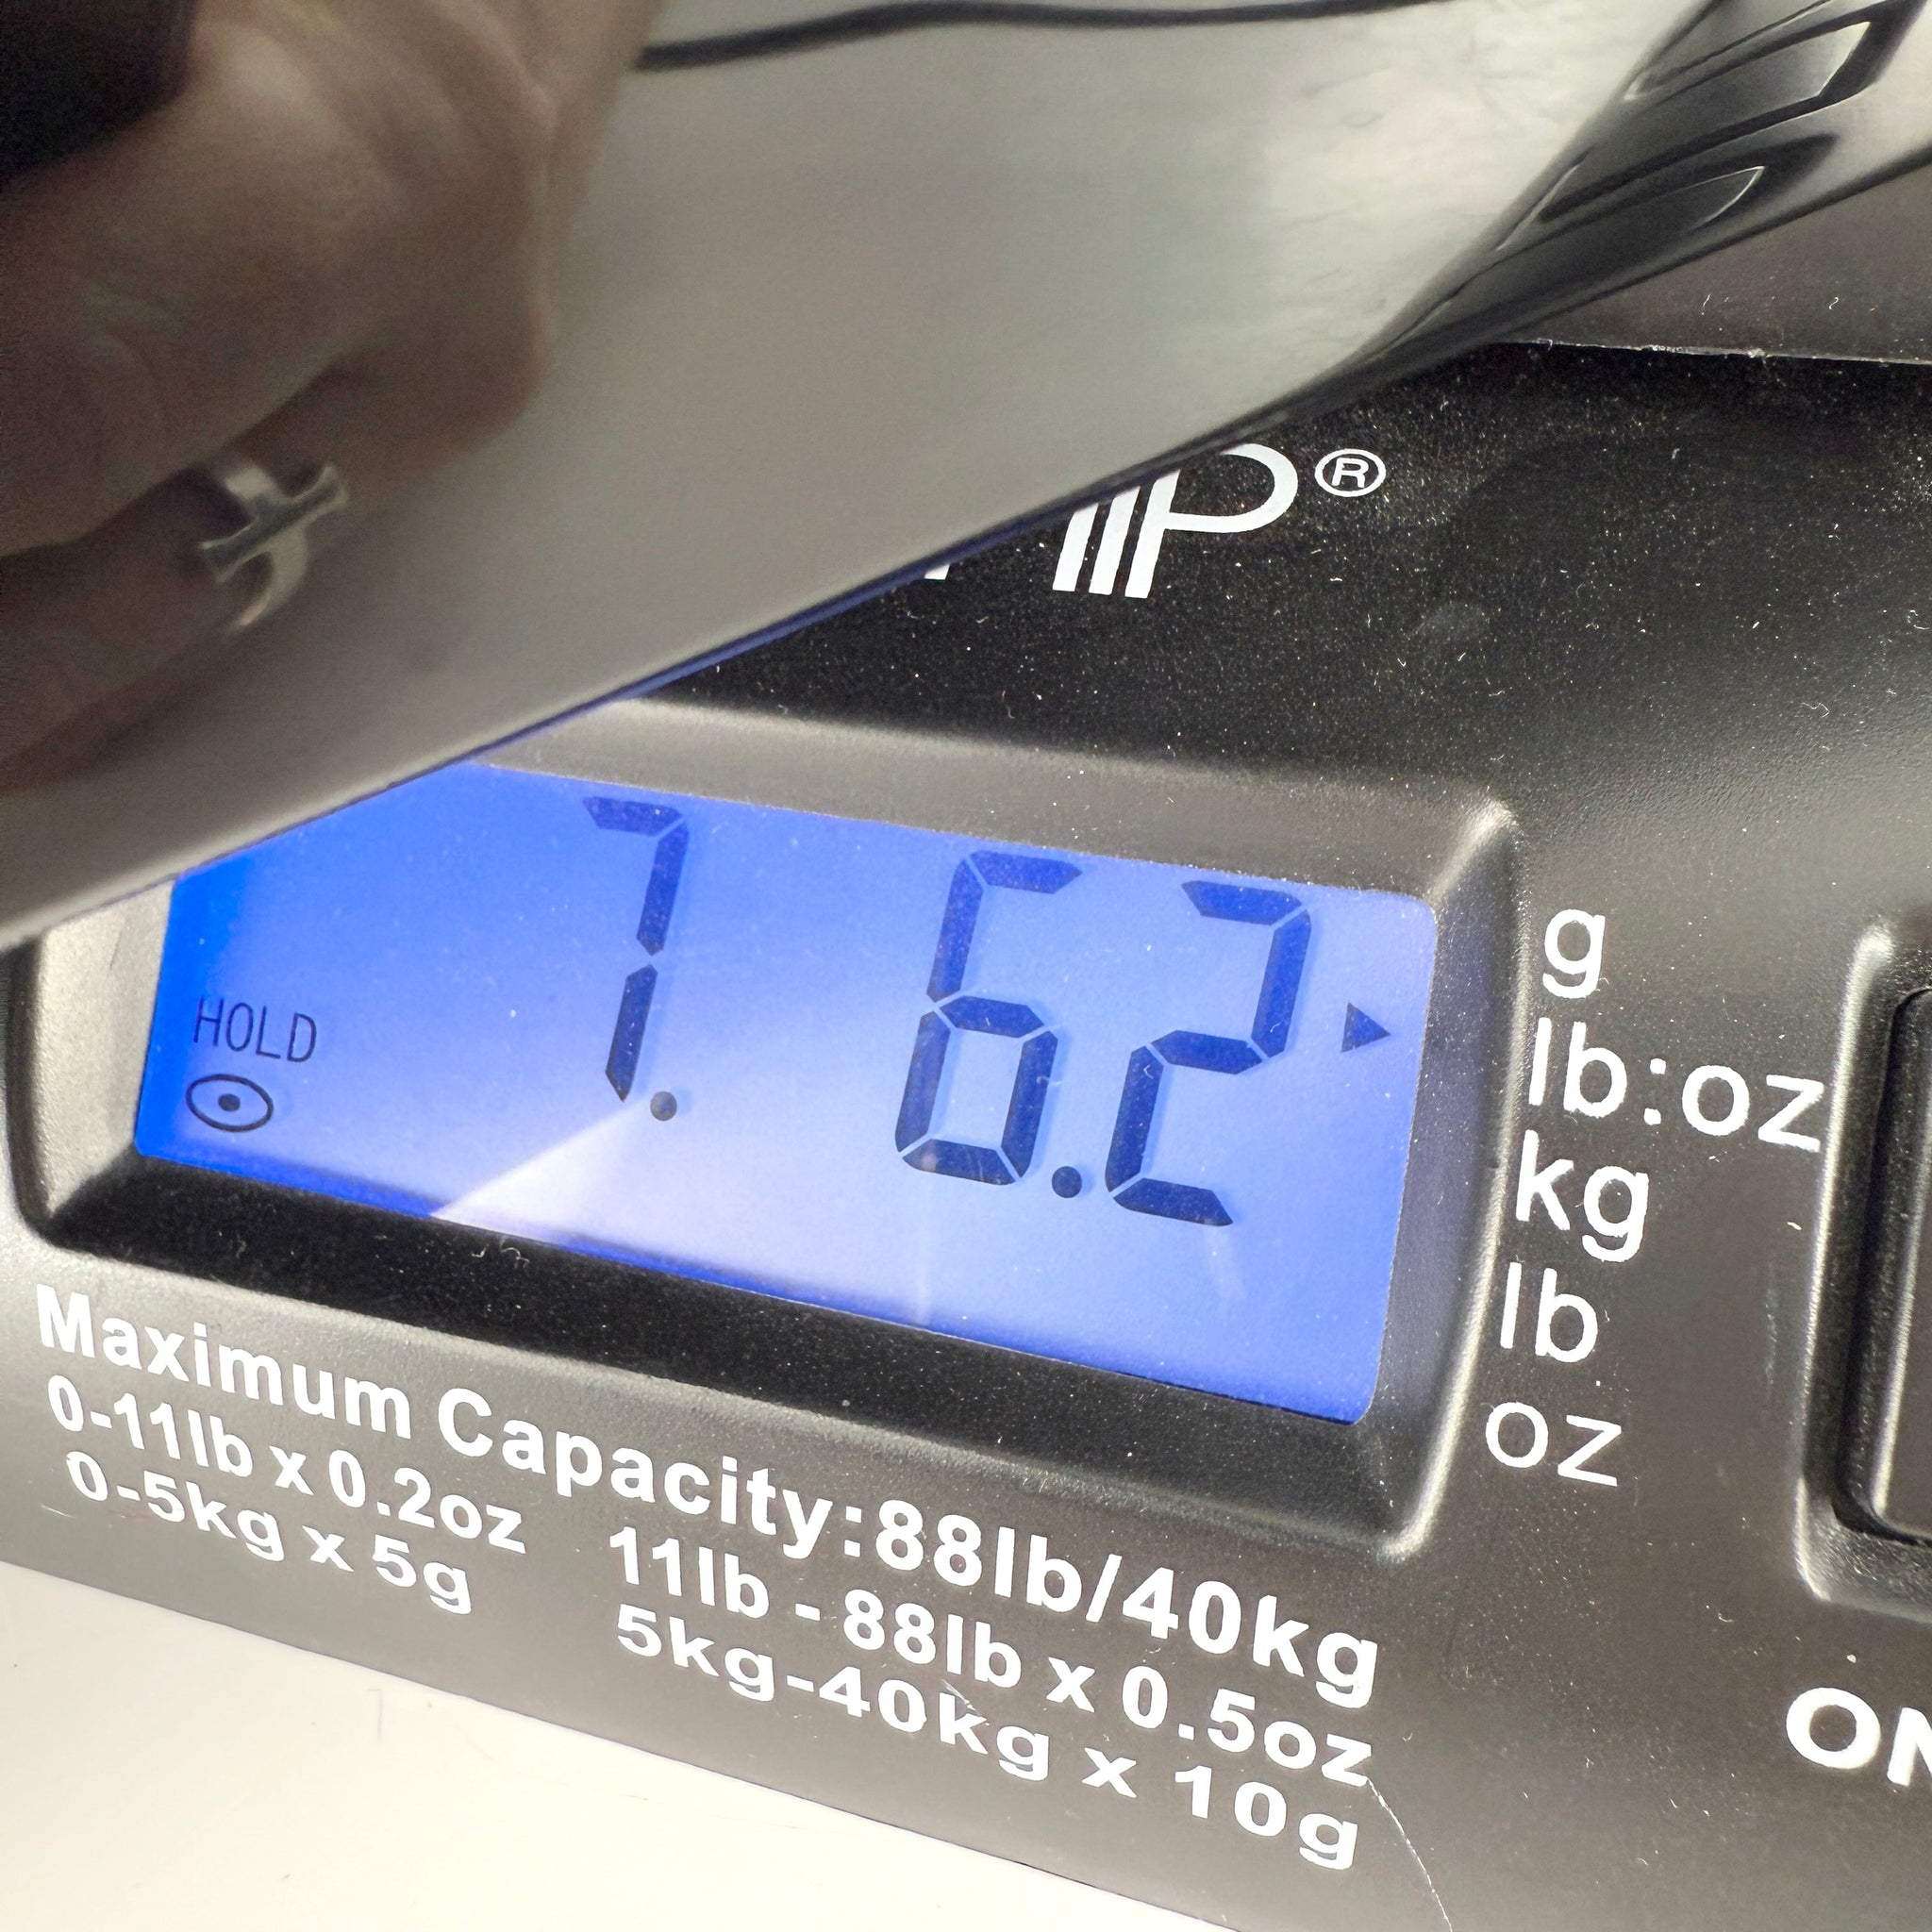 ®
7. 6.2
HOLD
g
lb:oz
kg
lb
oz
Maximum Capacity:88lb/40kg
0-11lb x 0.2oz 11lb - 88lb x 0.5oz
0-5kg x 5g 5kg-40kg x 10g